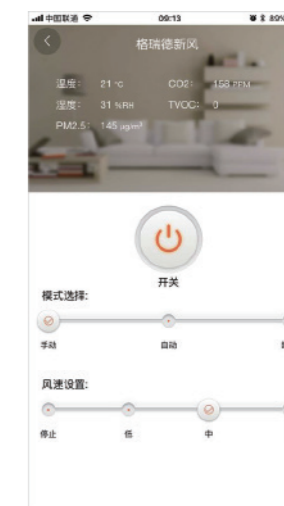 中国联通 09:13 89%
格瑞德新风
温度: 21 ℃ CO2: 158 PPM
湿度: 31 %RH TVOC: 0
PM2.5: 145 μg/m³
开关
模式选择:
手动 自动
风速设置:
停止 低 中